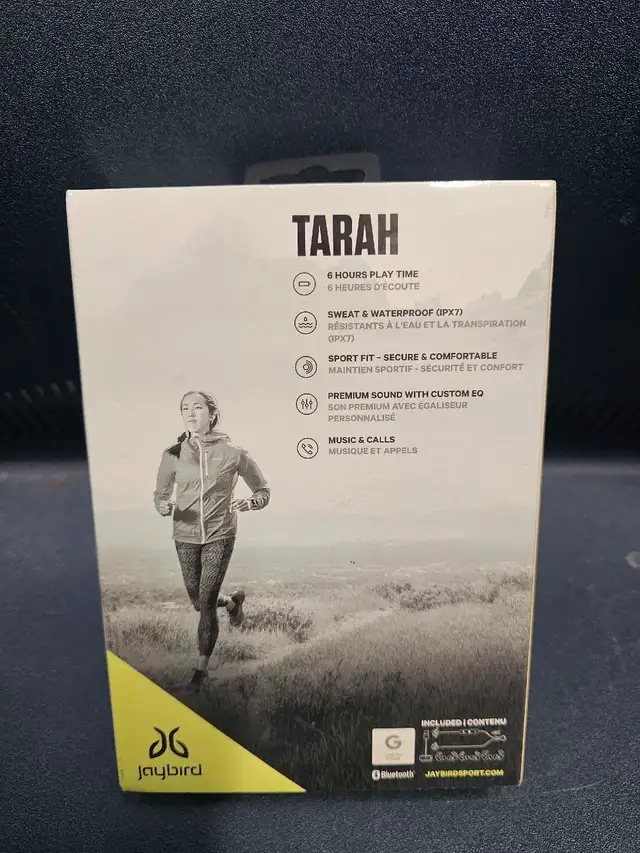 TARAH
6 HOURS PLAY TIME
6 HEURES D'ÉCOUTE
SWEAT & WATERPROOF (IPX7)
RÉSISTANTS À L'EAU ET LA TRANSPIRATION
(IPX7)
SPORT FIT – SECURE & COMFORTABLE
MAINTIEN SPORTIF - SÉCURITÉ ET CONFORT
PREMIUM SOUND WITH CUSTOM EQ
SON PREMIUM AVEC ÉGALISEUR
PERSONNALISÉ
MUSIC & CALLS
MUSIQUE ET APPELS
INCLUDED | CONTENU
G
Bluetooth
JAYBIRDSPORT.COM
jaybird